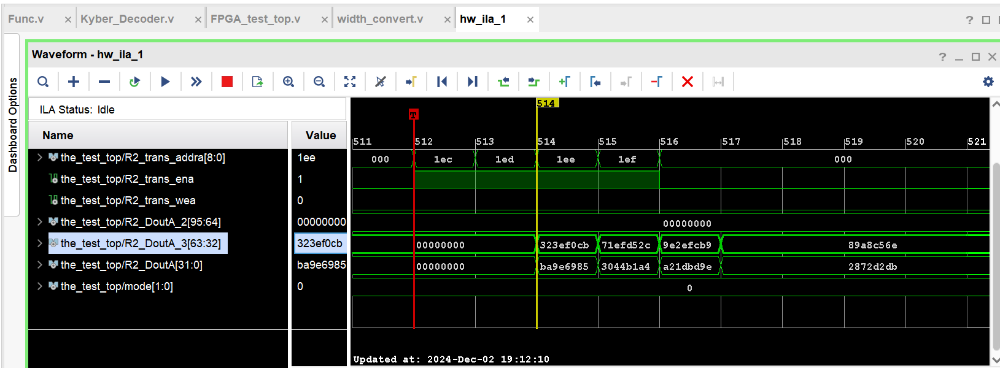 Func.v × Kyber_Decoder.v × FPGA_test_top.v × width_convert.v × hw_ila_1 × ?
Dashboard Options
Waveform - hw_ila_1 ?
ILA Status: Idle
Name Value
514
T
511 512 513 514 515 516 517 518 519 520 521
the_test_top/R2_trans_addra[8:0] 1ee 000 1ec 1ed 1ee 1ef 000
the_test_top/R2_trans_ena 1
the_test_top/R2_trans_wea 0
the_test_top/R2_DoutA_2[95:64] 00000000 00000000
the_test_top/R2_DoutA_3[63:32] 323ef0cb 00000000 323ef0cb 71efd52c 9e2efcb9 89a8c56e
the_test_top/R2_DoutA[31:0] ba9e6985 00000000 ba9e6985 3044b1a4 a21dbd9e 2872d2db
the_test_top/mode[1:0] 0 0
Updated at: 2024-Dec-02 19:12:10